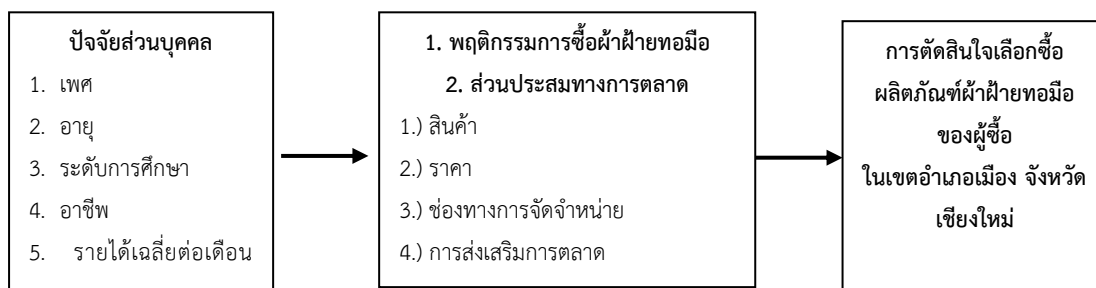 ปัจจัยส่วนบุคคล
1. เพศ
2. อายุ
3. ระดับการศึกษา
4. อาชีพ
5. รายได้เฉลี่ยต่อเดือน
1. พฤติกรรมการซื้อผ้าฝ้ายทอมือ
2. ส่วนประสมทางการตลาด
1.) สินค้า
2.) ราคา
3.) ช่องทางการจัดจำหน่าย
4.) การส่งเสริมการตลาด
การตัดสินใจเลือกซื้อ
ผลิตภัณฑ์ผ้าฝ้ายทอมือ
ของผู้ซื้อ
ในเขตอำเภอเมือง จังหวัด
เชียงใหม่